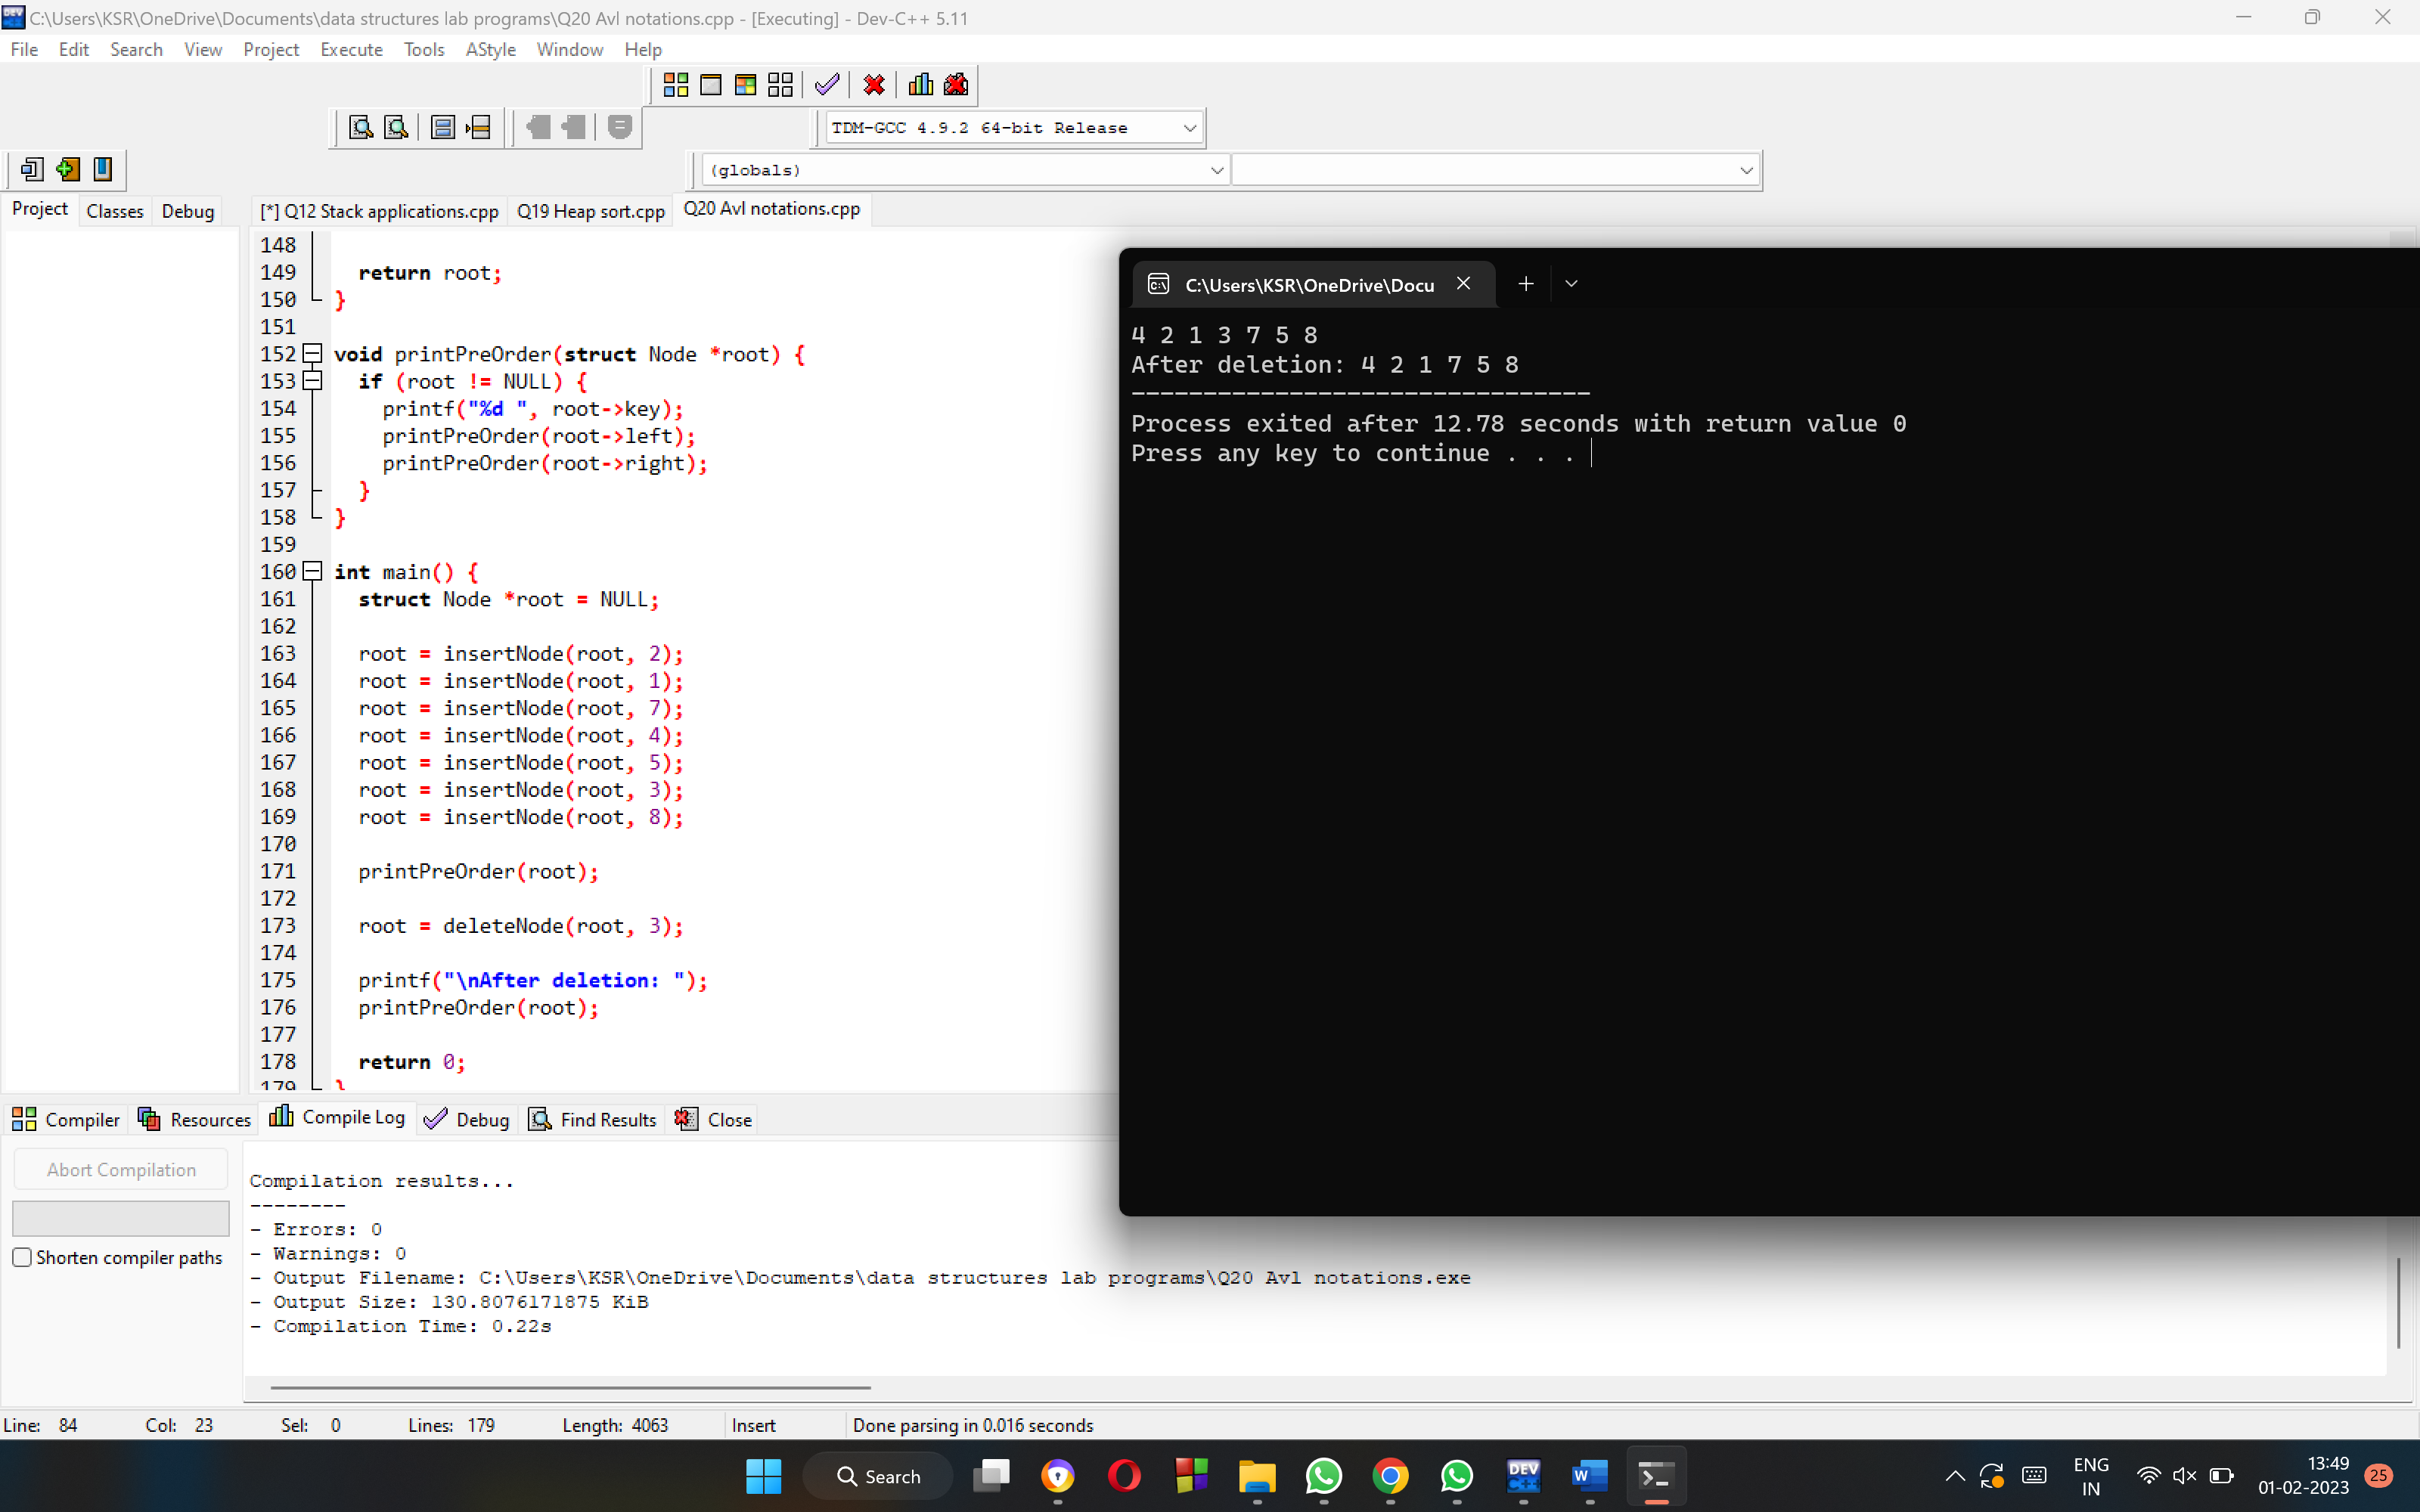 C:\Users\KSR\OneDrive\Documents\data structures lab programs\Q20 Avl notations.cpp - [Executing] - Dev-C++ 5.11
File Edit Search View Project Execute Tools AStyle Window Help
TDM-GCC 4.9.2 64-bit Release
(globals)
Project Classes Debug
[*] Q12 Stack applications.cpp Q19 Heap sort.cpp Q20 Avl notations.cpp
148
149 return root;
150 }
151
152 void printPreOrder(struct Node *root) {
153 if (root != NULL) {
154 printf("%d ", root->key);
155 printPreOrder(root->left);
156 printPreOrder(root->right);
157 }
158 }
159
160 int main() {
161 struct Node *root = NULL;
162
163 root = insertNode(root, 2);
164 root = insertNode(root, 1);
165 root = insertNode(root, 7);
166 root = insertNode(root, 4);
167 root = insertNode(root, 5);
168 root = insertNode(root, 3);
169 root = insertNode(root, 8);
170
171 printPreOrder(root);
172
173 root = deleteNode(root, 3);
174
175 printf("\nAfter deletion: ");
176 printPreOrder(root);
177
178 return 0;
179 }
C:\Users\KSR\OneDrive\Docu
4 2 1 3 7 5 8
After deletion: 4 2 1 7 5 8
--------------------------------
Process exited after 12.78 seconds with return value 0
Press any key to continue . . .
Compiler Resources Compile Log Debug Find Results Close
Abort Compilation
Shorten compiler paths
Compilation results...
--------
- Errors: 0
- Warnings: 0
- Output Filename: C:\Users\KSR\OneDrive\Documents\data structures lab programs\Q20 Avl notations.exe
- Output Size: 130.8076171875 KiB
- Compilation Time: 0.22s
Line: 84 Col: 23 Sel: 0 Lines: 179 Length: 4063 Insert Done parsing in 0.016 seconds
Search
DEV C++
W
ENG
IN
13:49
01-02-2023
25